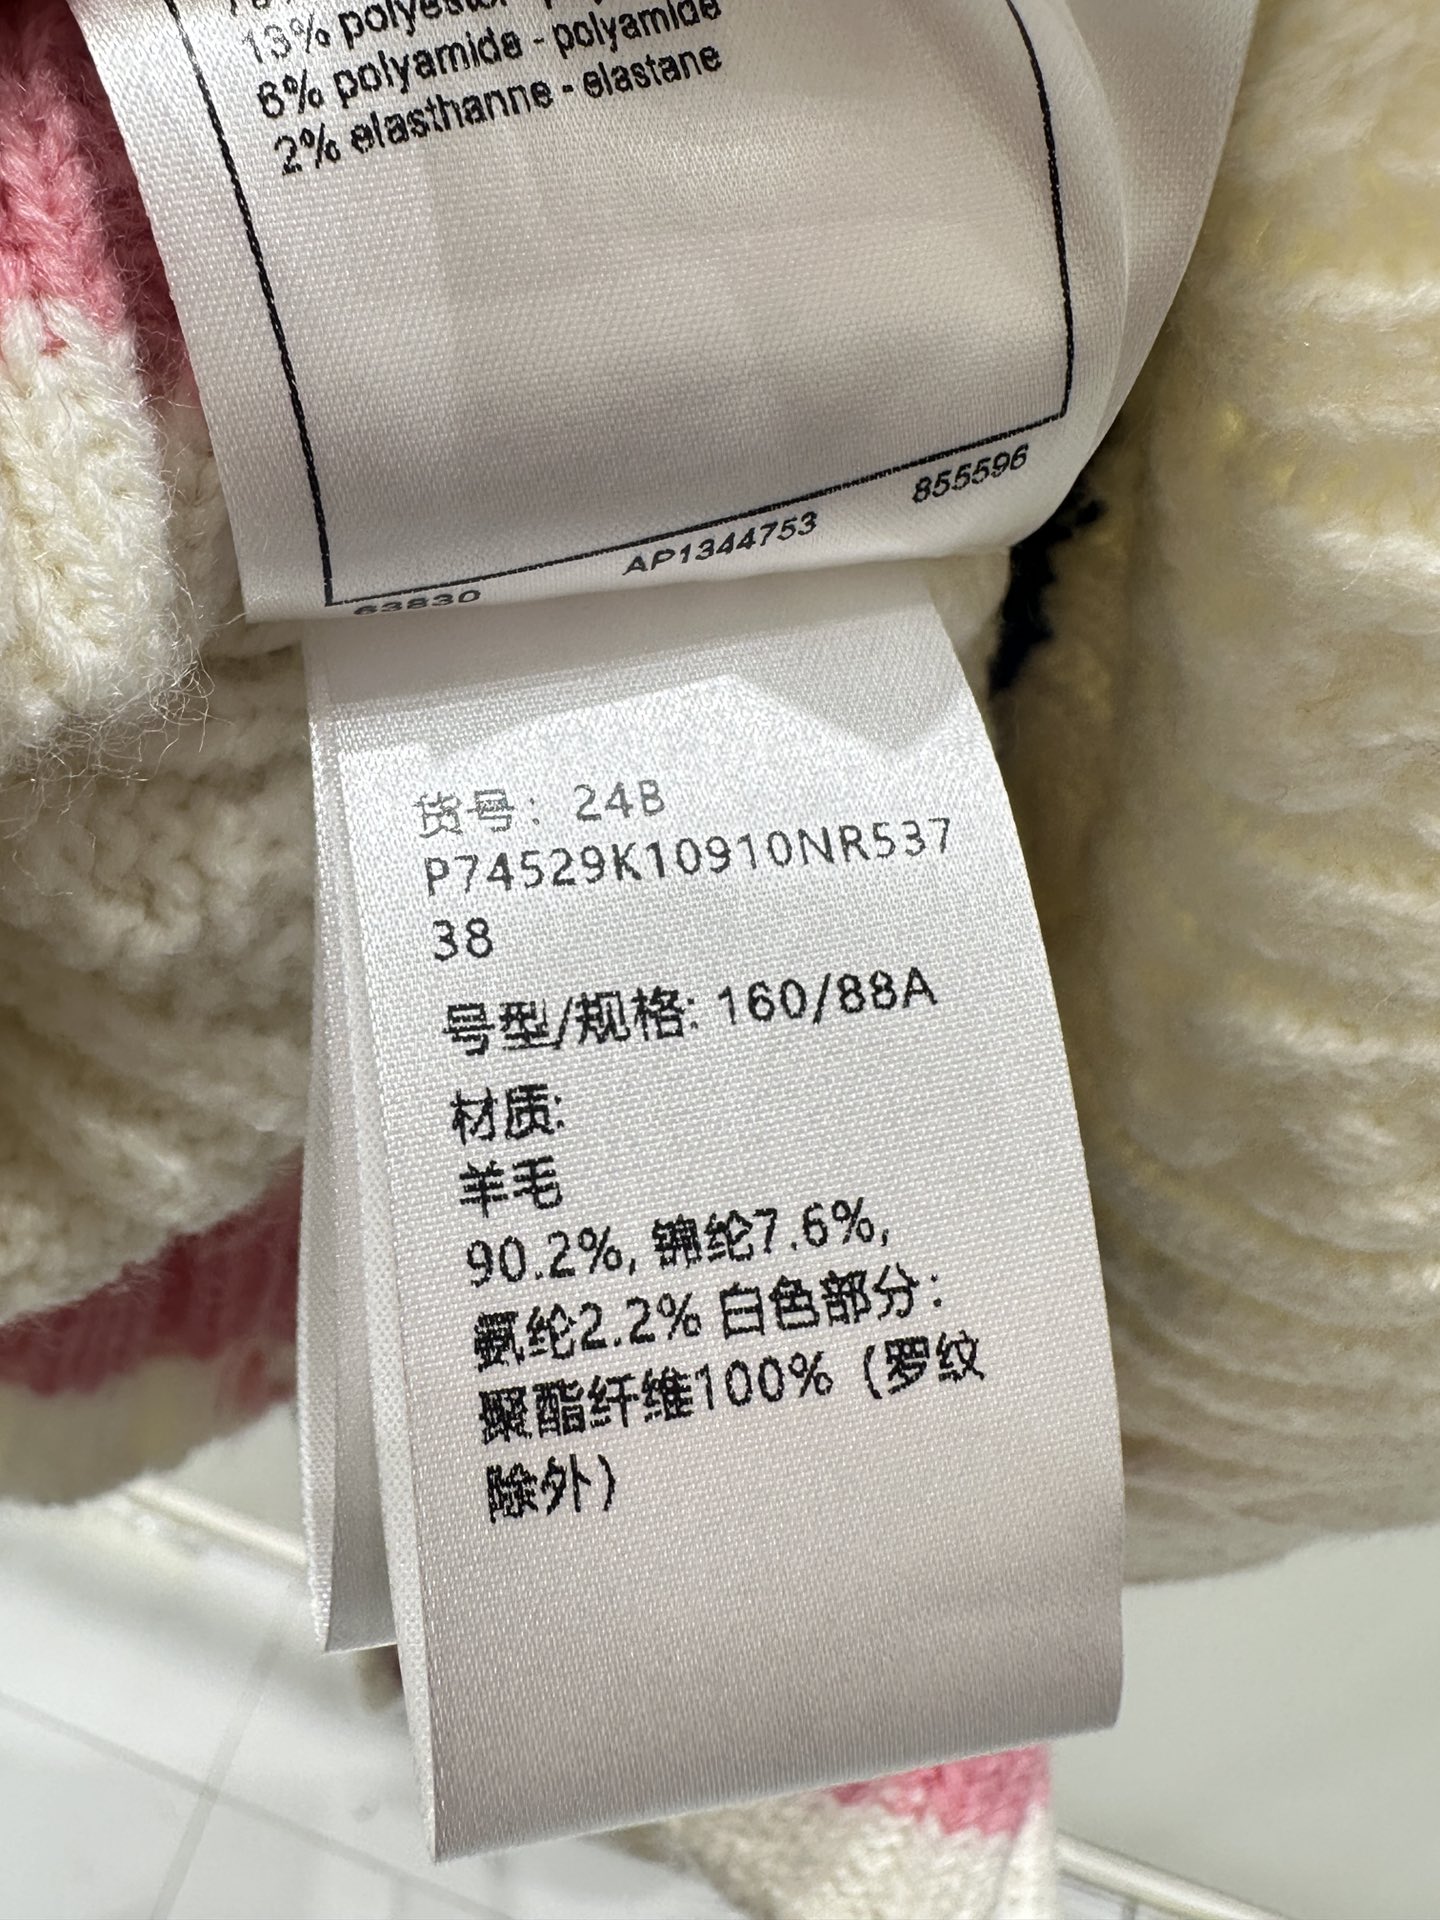 13% polyester
6% polyamide - polyamide
2% elasthanne - elastane
63830 AP1344753 855596
货号: 24B
P74529K10910NR537
38
号型/规格: 160/88A
材质:
羊毛
90.2%, 锦纶7.6%,
氨纶2.2% 白色部分:
聚酯纤维100%（罗纹
除外）